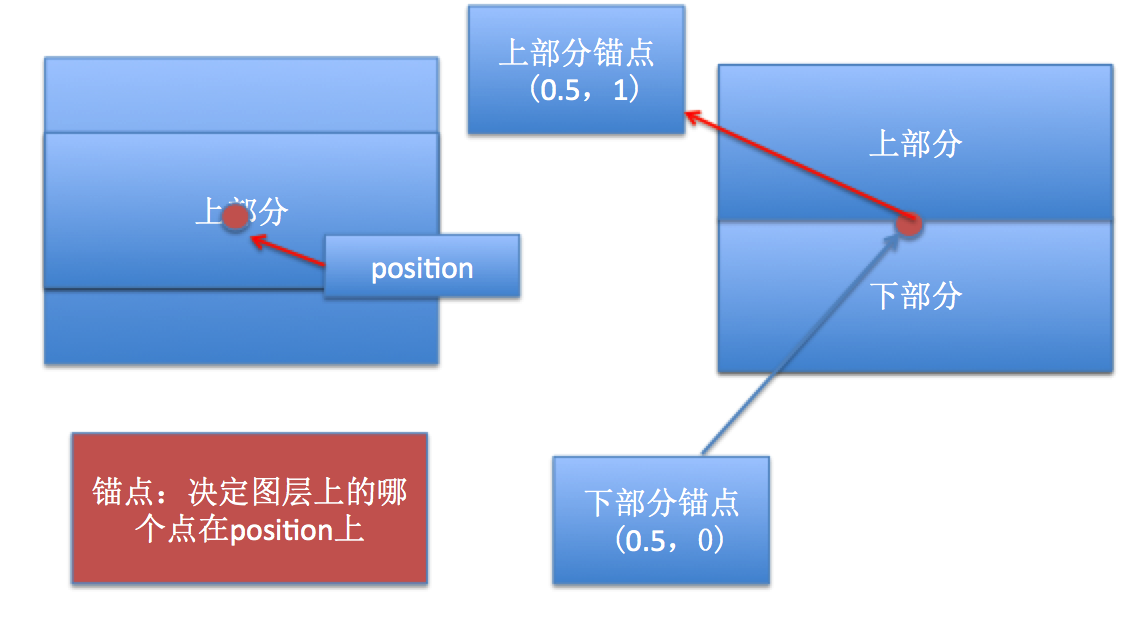 上部分锚点
（0.5，1）
上部分
上部分
position
下部分
锚点：决定图层上的哪
个点在position上
下部分锚点
（0.5，0）